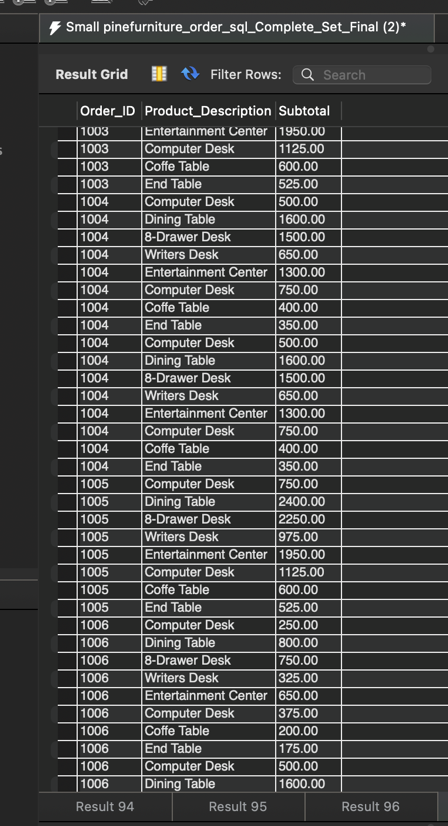 Small pinefurniture_order_sql_Complete_Set_Final (2)*
Result Grid Filter Rows: Search
Order_ID Product_Description Subtotal
1003 Entertainment Center 1950.00
1003 Computer Desk 1125.00
1003 Coffe Table 600.00
1003 End Table 525.00
1004 Computer Desk 500.00
1004 Dining Table 1600.00
1004 8-Drawer Desk 1500.00
1004 Writers Desk 650.00
1004 Entertainment Center 1300.00
1004 Computer Desk 750.00
1004 Coffe Table 400.00
1004 End Table 350.00
1004 Computer Desk 500.00
1004 Dining Table 1600.00
1004 8-Drawer Desk 1500.00
1004 Writers Desk 650.00
1004 Entertainment Center 1300.00
1004 Computer Desk 750.00
1004 Coffe Table 400.00
1004 End Table 350.00
1005 Computer Desk 750.00
1005 Dining Table 2400.00
1005 8-Drawer Desk 2250.00
1005 Writers Desk 975.00
1005 Entertainment Center 1950.00
1005 Computer Desk 1125.00
1005 Coffe Table 600.00
1005 End Table 525.00
1006 Computer Desk 250.00
1006 Dining Table 800.00
1006 8-Drawer Desk 750.00
1006 Writers Desk 325.00
1006 Entertainment Center 650.00
1006 Computer Desk 375.00
1006 Coffe Table 200.00
1006 End Table 175.00
1006 Computer Desk 500.00
1006 Dining Table 1600.00
Result 94 Result 95 Result 96